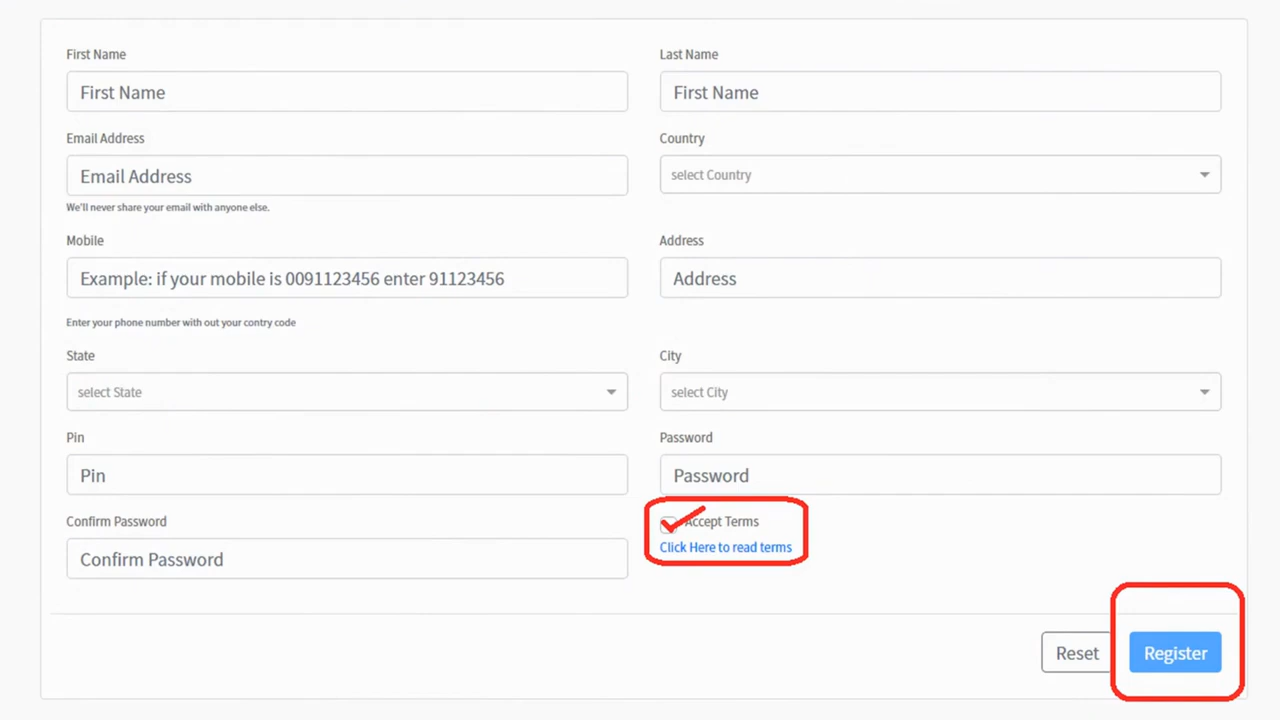 First Name
Last Name
First Name
First Name
Email Address
Country
Email Address
select Country
We'll never share your email with anyone else.
Mobile
Address
Example: if your mobile is 0091123456 enter 91123456
Address
Enter your phone number with out your contry code
State
City
select State
select City
Pin
Password
Pin
Password
Confirm Password
Accept Terms
Click Here to read terms
Confirm Password
Reset
Register